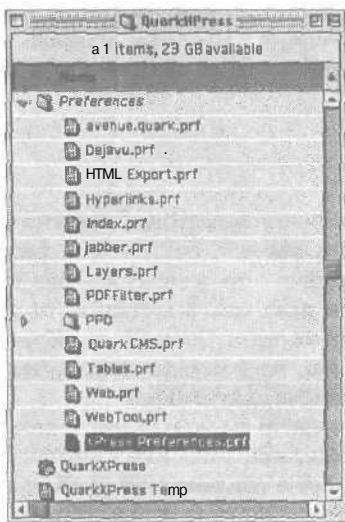 QuarkXPress
a 1 items, 23 GB available
Name
Preferences
avenue.quark.prf
Dejavu.prf .
HTML Export.prf
Hyperlinks.prf
Index.prf
jabber.prf
Layers.prf
PDFFilter.prf
PPD
Quark CMS.prf
Tables.prf
Web.prf
WebTool.prf
XPress Preferences.prf
QuarkXPress
QuarkXPress Temp